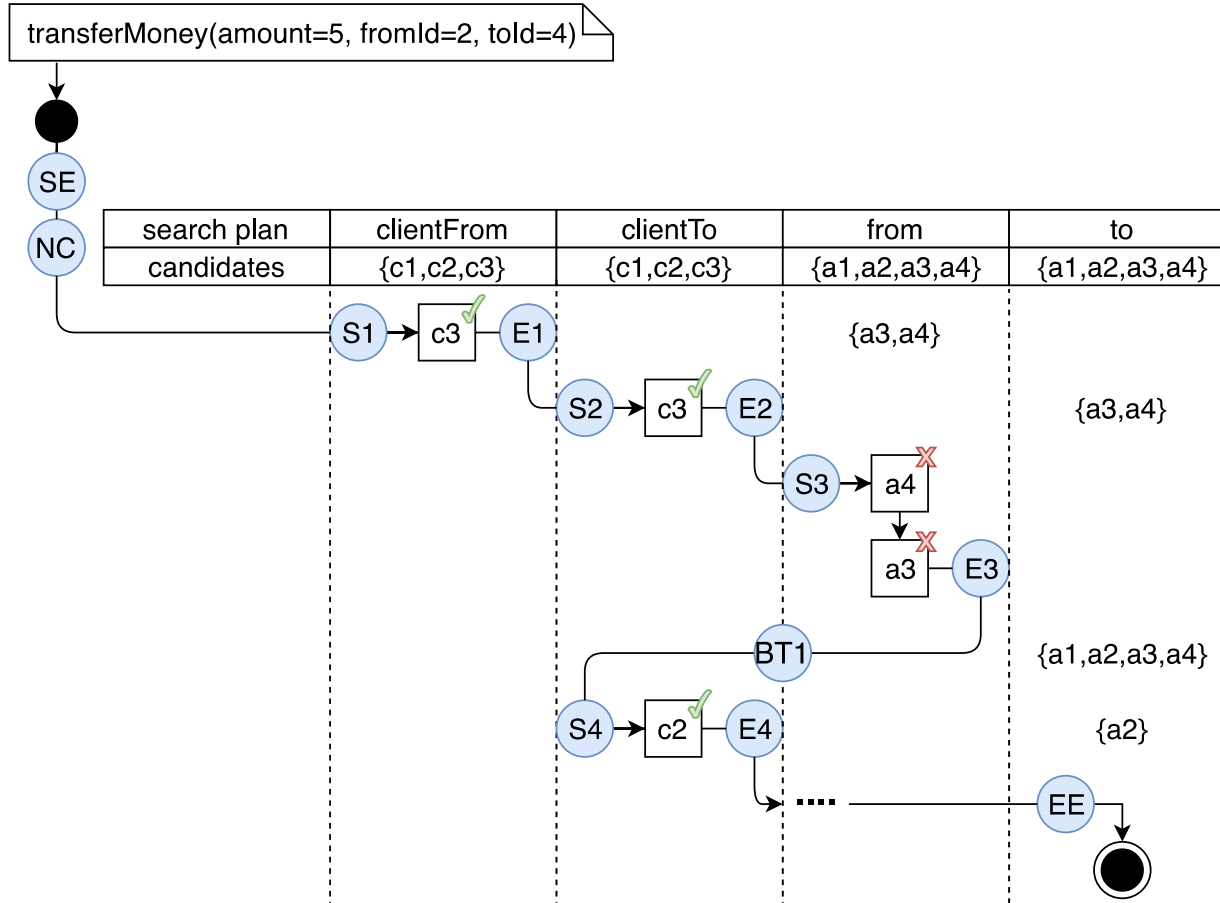 transferMoney(amount=5, fromId=2, toId=4)
SE
NC
search plan clientFrom clientTo from to
candidates {c1,c2,c3} {c1,c2,c3} {a1,a2,a3,a4} {a1,a2,a3,a4}
S1 c3 E1 {a3,a4}
S2 c3 E2 {a3,a4}
S3 a4
a3 E3
BT1 {a1,a2,a3,a4}
S4 c2 E4 {a2}
.... EE